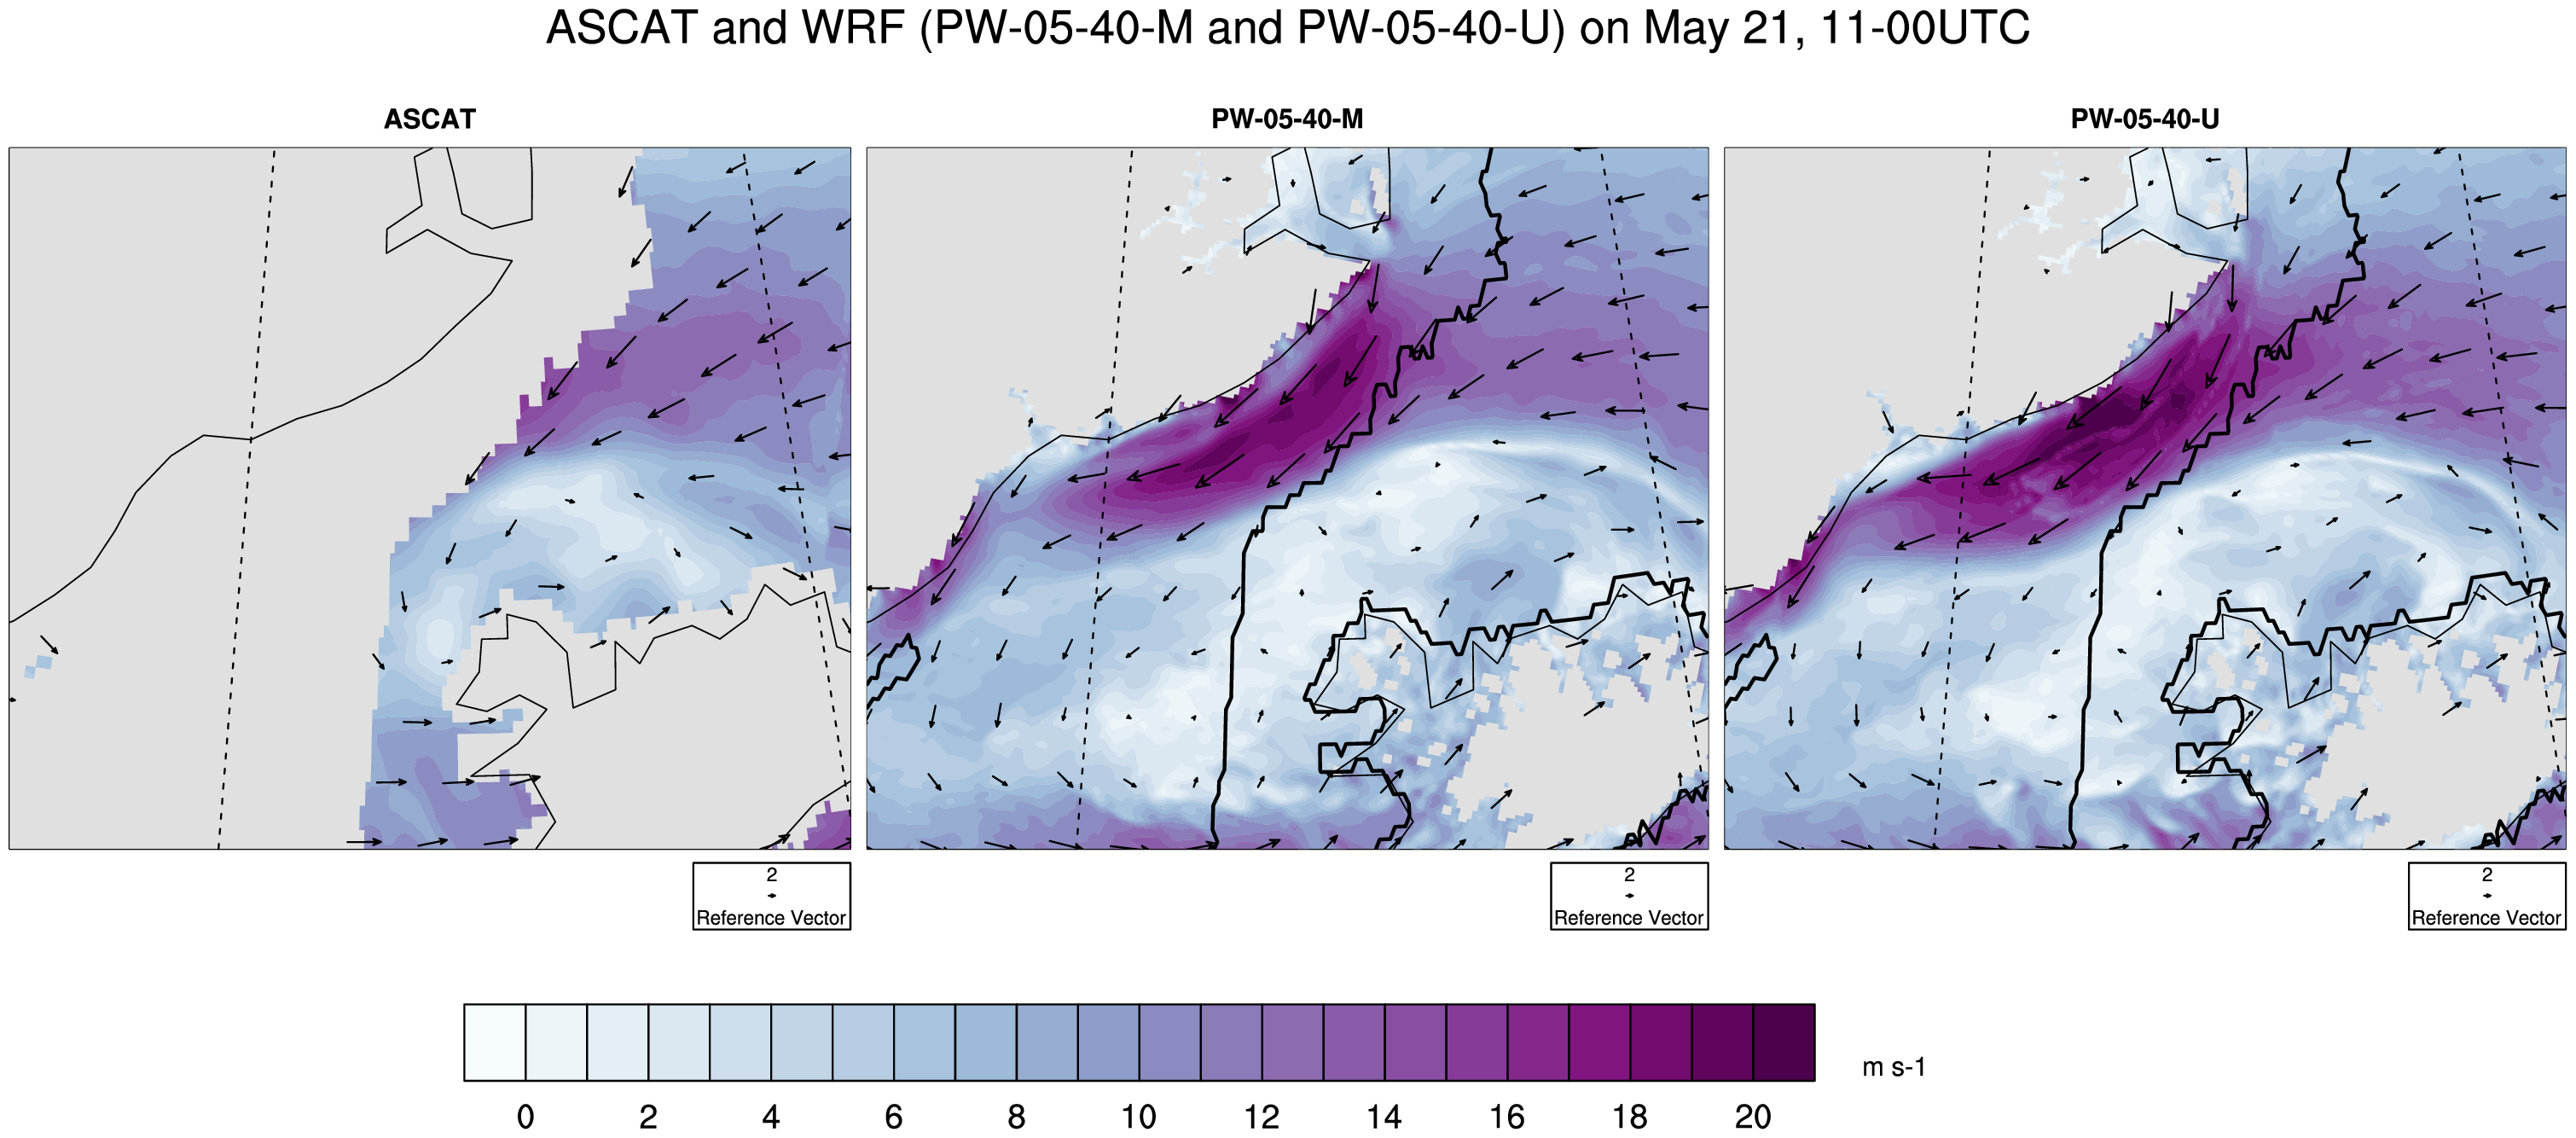 ASCAT and WRF (PW-05-40-M and PW-05-40-U) on May 21, 11-00UTC
ASCAT
PW-05-40-M
PW-05-40-U
2
Reference Vector
2
Reference Vector
2
Reference Vector
m s-1
0 2 4 6 8 10 12 14 16 18 20